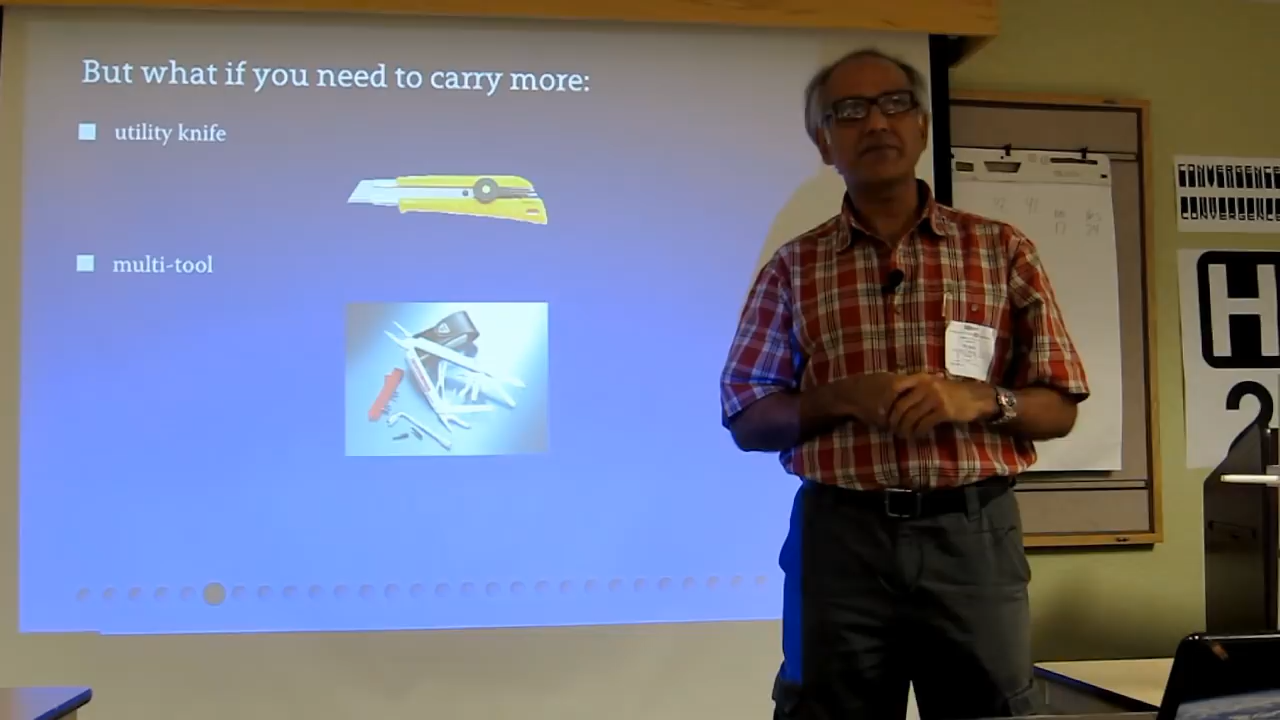 But what if you need to carry more:
utility knife
multi-tool
CONVERGENCE
CONVERGENCE
H
2